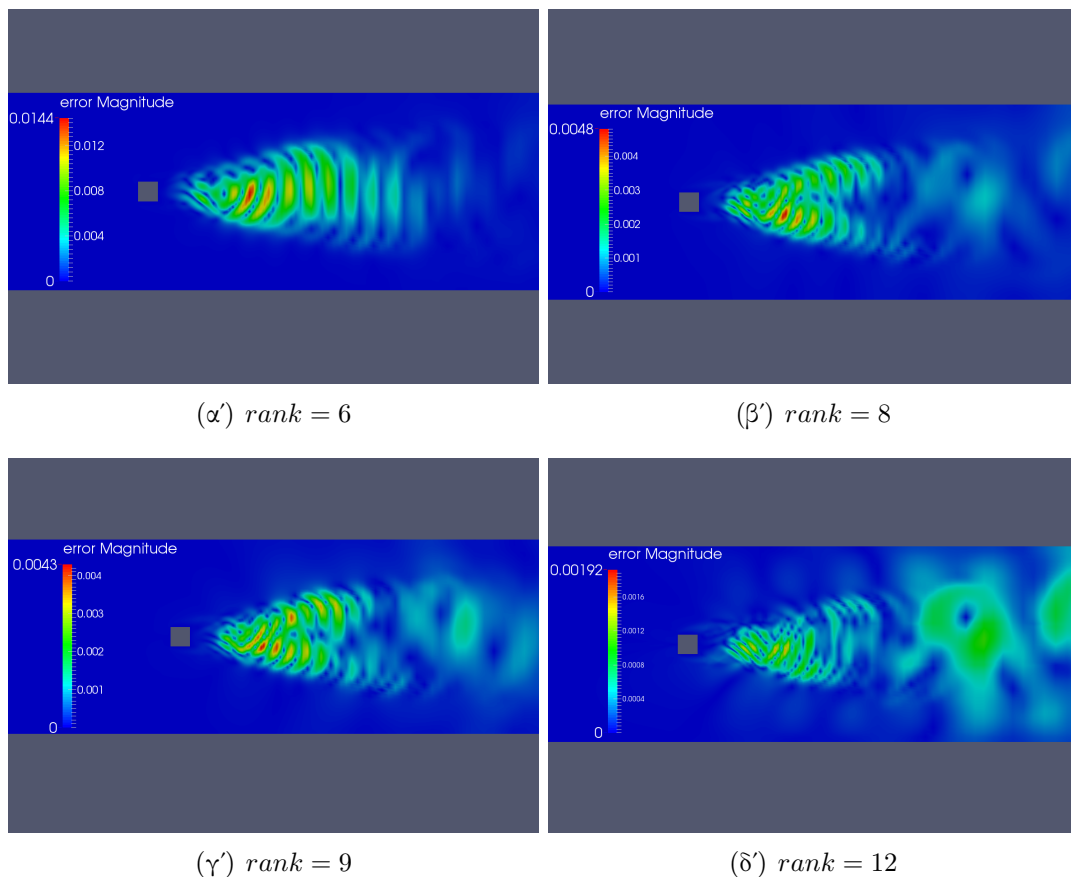 error Magnitude
0.0144
0.012
0.008
0.004
0
error Magnitude
0.0048
0.004
0.003
0.002
0.001
0
(α′) rank = 6
(β′) rank = 8
error Magnitude
0.0043
0.004
0.003
0.002
0.001
0
error Magnitude
0.00192
0.0016
0.0012
0.0008
0.0004
0
(γ′) rank = 9
(δ′) rank = 12